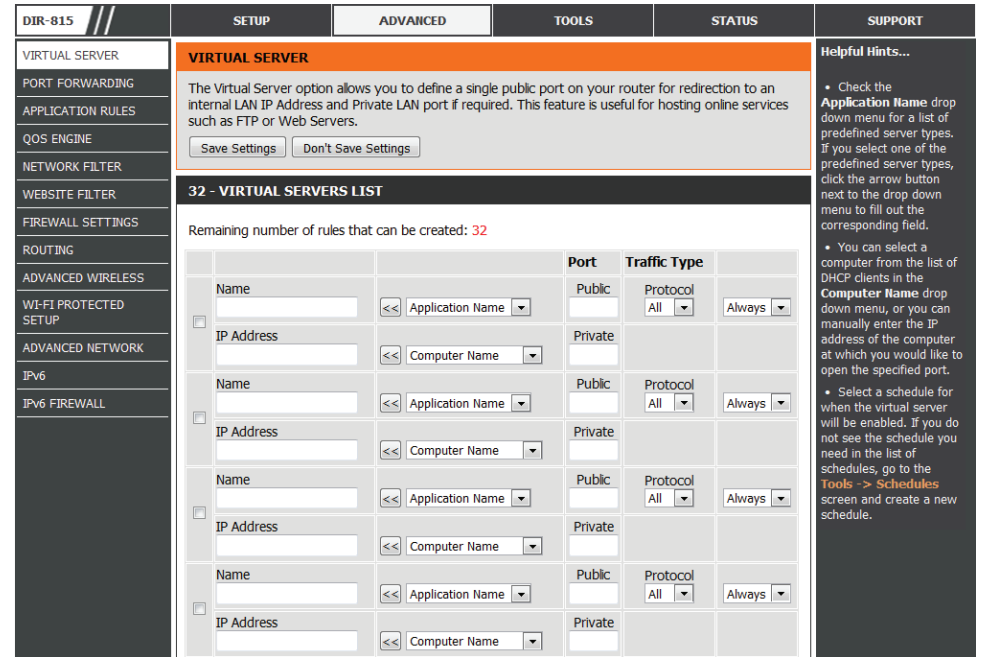 DIR-815
SETUP
ADVANCED
TOOLS
STATUS
SUPPORT
VIRTUAL SERVER
PORT FORWARDING
APPLICATION RULES
QOS ENGINE
NETWORK FILTER
WEBSITE FILTER
FIREWALL SETTINGS
ROUTING
ADVANCED WIRELESS
WI-FI PROTECTED
SETUP
ADVANCED NETWORK
IPv6
IPv6 FIREWALL
VIRTUAL SERVER
The Virtual Server option allows you to define a single public port on your router for redirection to an
internal LAN IP Address and Private LAN port if required. This feature is useful for hosting online services
such as FTP or Web Servers.
Save Settings
Don't Save Settings
32 - VIRTUAL SERVERS LIST
Remaining number of rules that can be created: 32
Port
Traffic Type
Name
<<
Application Name
Public
Protocol
All
Always
IP Address
<<
Computer Name
Private
Name
<<
Application Name
Public
Protocol
All
Always
IP Address
<<
Computer Name
Private
Name
<<
Application Name
Public
Protocol
All
Always
IP Address
<<
Computer Name
Private
Name
<<
Application Name
Public
Protocol
All
Always
IP Address
<<
Computer Name
Private
Helpful Hints...
• Check the
Application Name drop
down menu for a list of
predefined server types.
If you select one of the
predefined server types,
click the arrow button
next to the drop down
menu to fill out the
corresponding field.
• You can select a
computer from the list of
DHCP clients in the
Computer Name drop
down menu, or you can
manually enter the IP
address of the computer
at which you would like to
open the specified port.
• Select a schedule for
when the virtual server
will be enabled. If you do
not see the schedule you
need in the list of
schedules, go to the
Tools -> Schedules
screen and create a new
schedule.